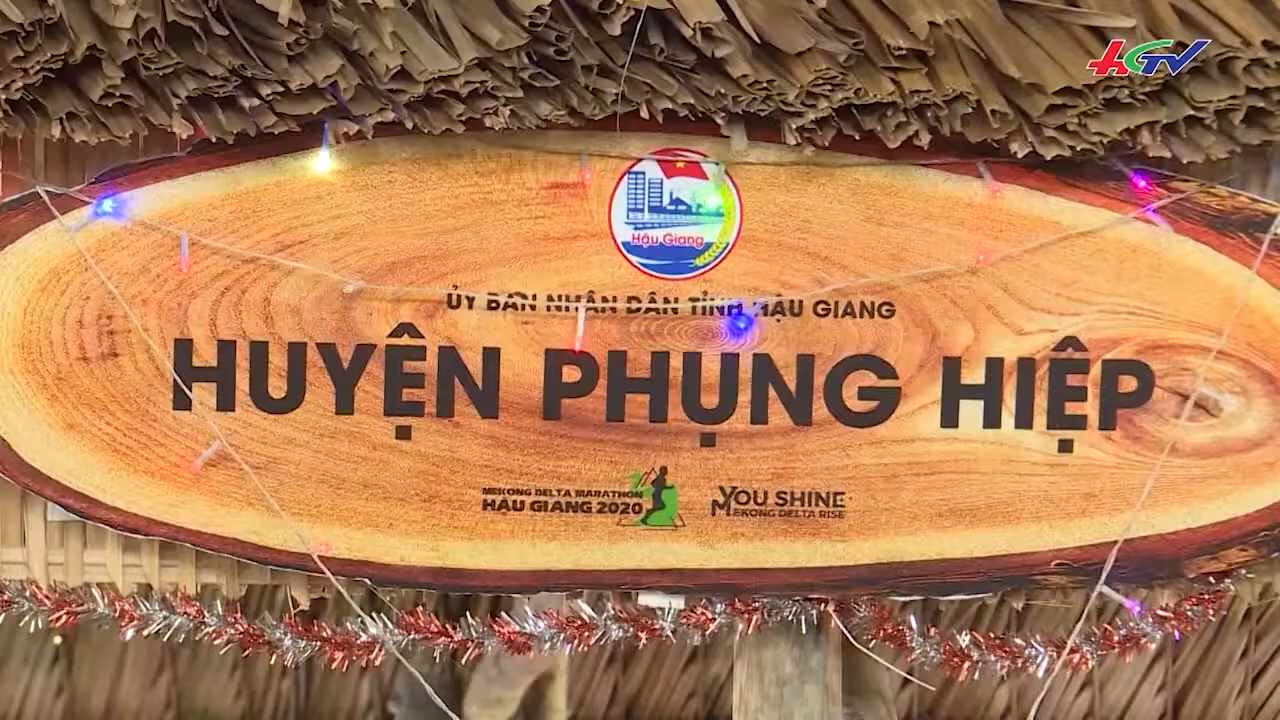 HGTV
Hậu Giang
ỦY BAN NHÂN DÂN TỈNH HẬU GIANG
HUYỆN PHỤNG HIỆP
MEKONG DELTA MARATHON
HẬU GIANG 2020
YOU SHINE
MEKONG DELTA RISE